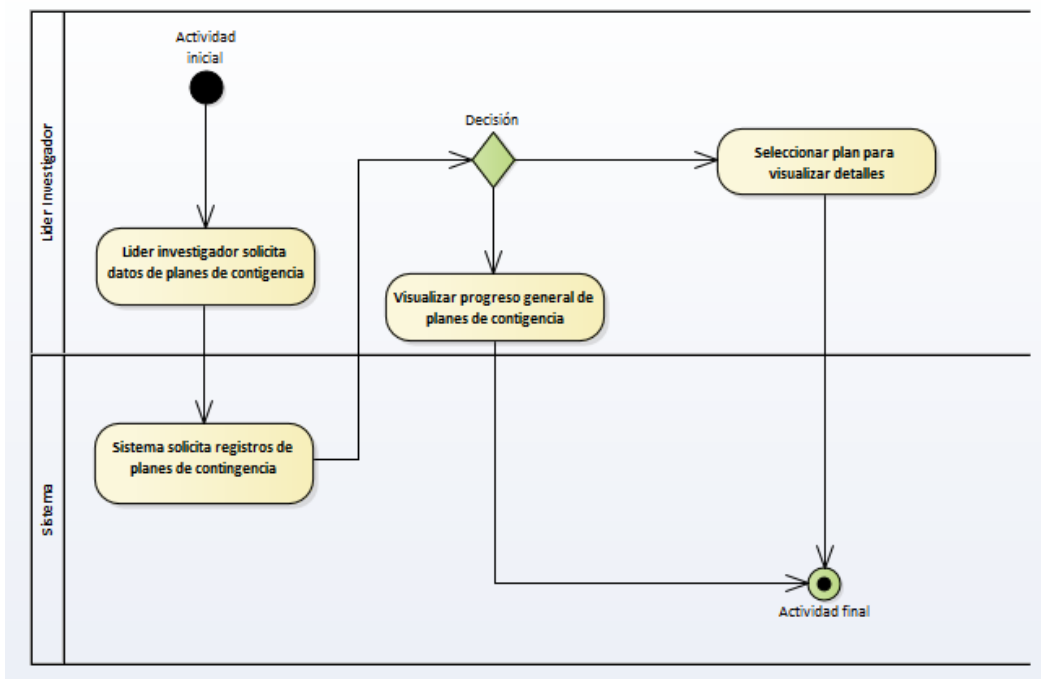 Actividad
inicial
Lider Investigador
Decisión
Seleccionar plan para
visualizar detalles
Lider investigador solicita
datos de planes de contigencia
Visualizar progreso general de
planes de contigencia
Sistema
Sistema solicita registros de
planes de contingencia
Actividad final